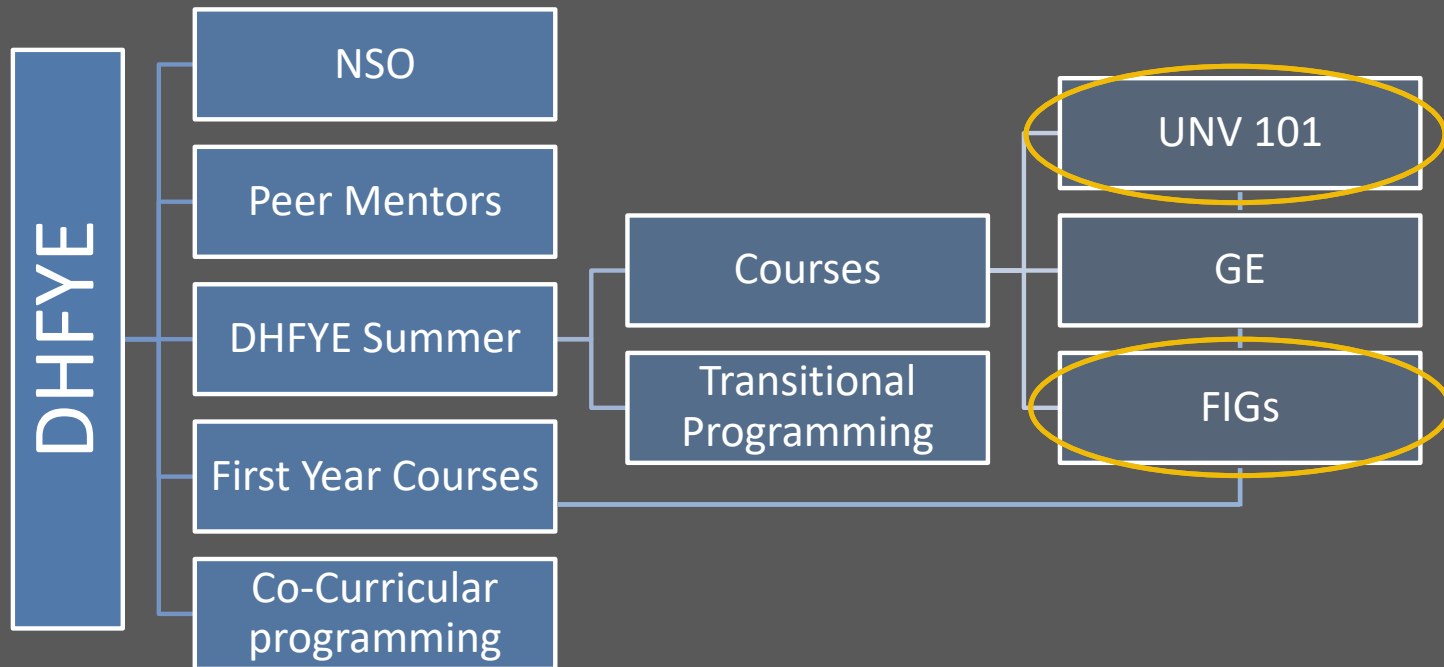 DHFYE
NSO
Peer Mentors
DHFYE Summer
First Year Courses
Co-Curricular
programming
Courses
Transitional
Programming
UNV 101
GE
FIGs